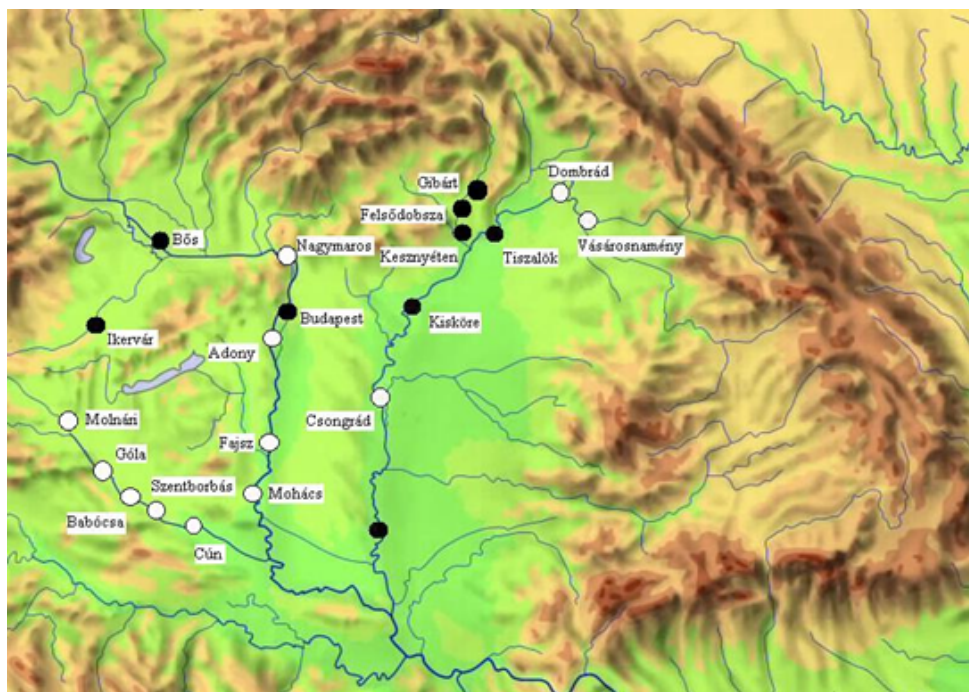 Dombrád
Gibárt
Felsődobsza
Vásárosnamény
Bős
Nagymaros
Kesznyéten
Tiszalök
Budapest
Kisköre
Ikervár
Adony
Molnári
Csongrád
Fajsz
Góla
Szentborbás
Mohács
Babócsa
Cún